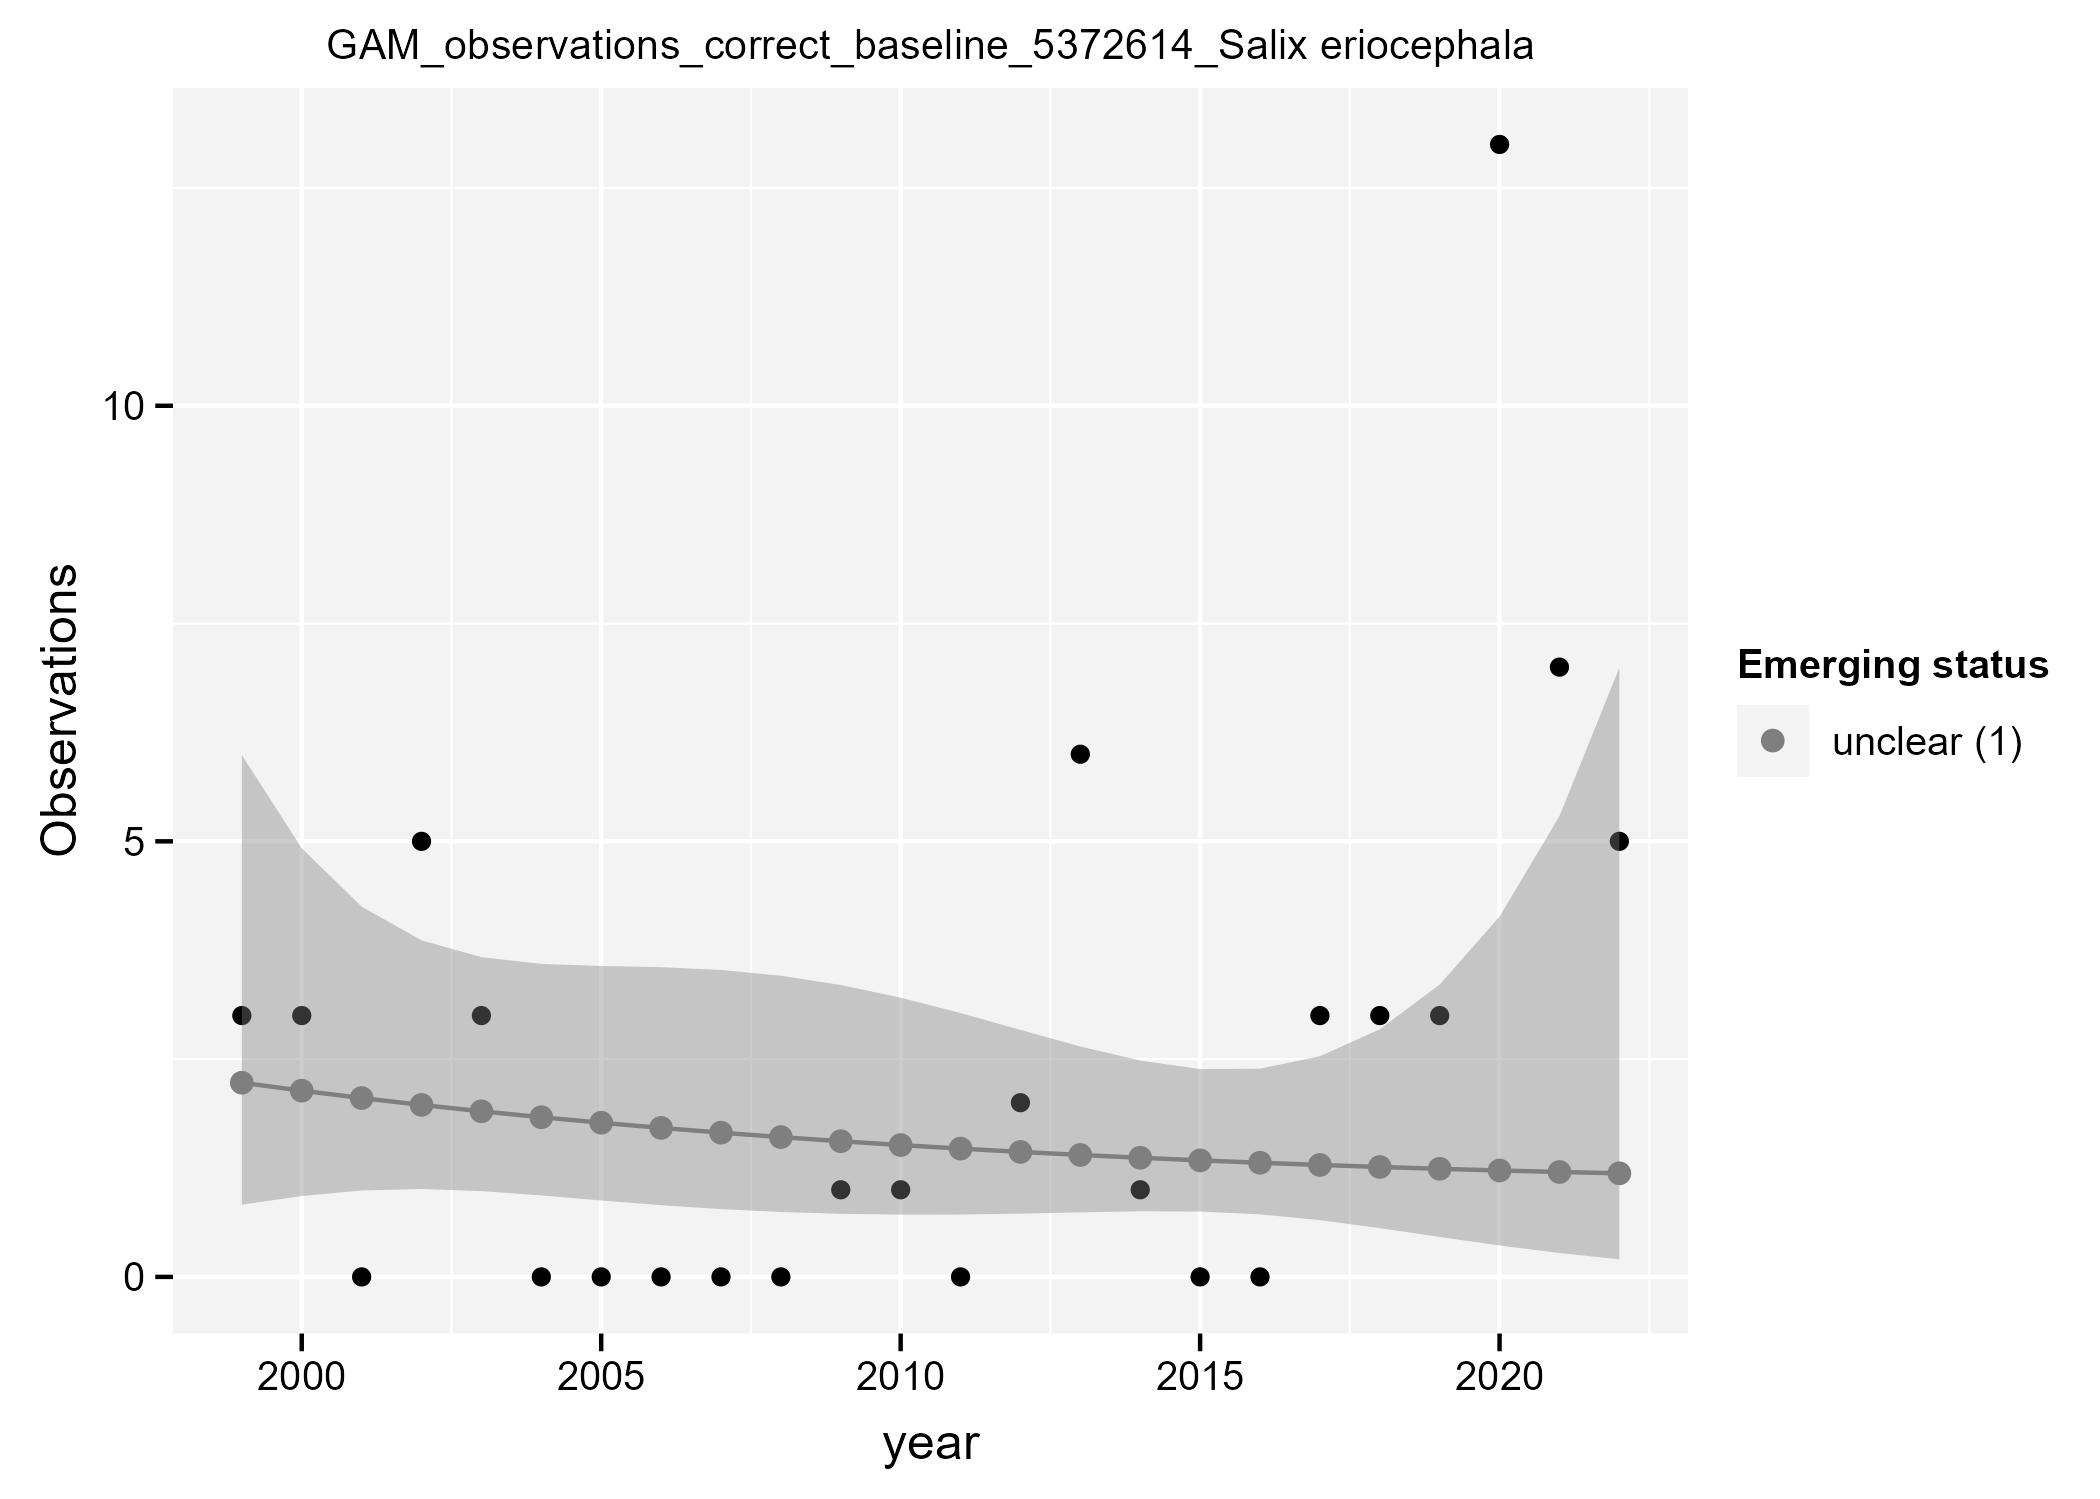 GAM_observations_correct_baseline_5372614_Salix eriocephala
Observations
10
5
0
2000 2005 2010 2015 2020
year
Emerging status
unclear (1)